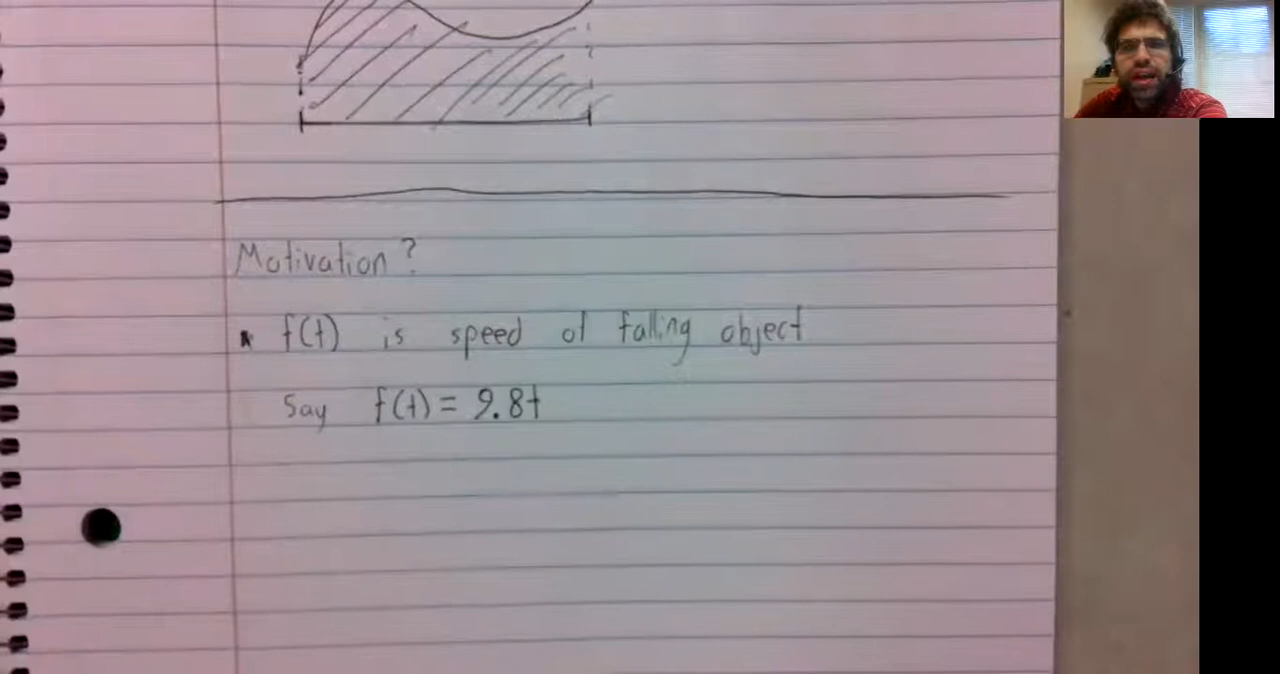 Motivation?
f(t) is speed of falling object
Say f(t) = 9.8t